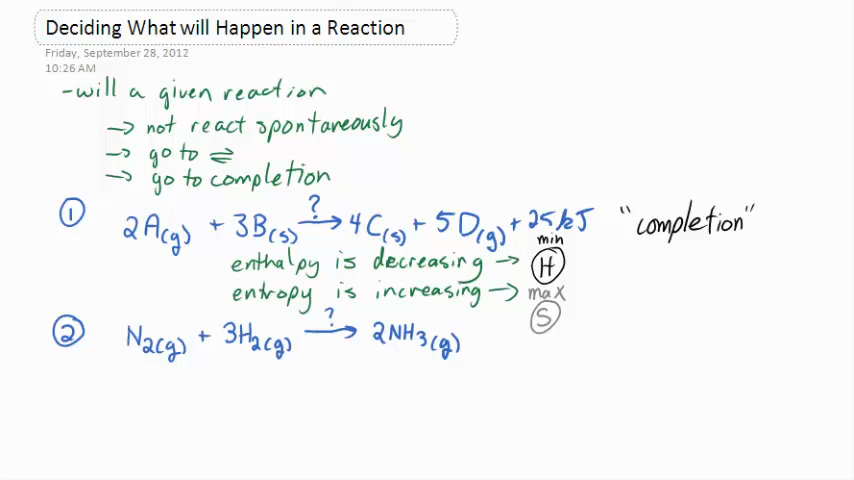 Deciding What will Happen in a Reaction
Friday, September 28, 2012
10:26 AM
-will a given reaction
→ not react spontaneously
→ go to ⇌
→ go to completion
① 2A(g) + 3B(s) ?→ 4C(s) + 5D(g) + 25kJ "completion"
enthalpy is decreasing → min H
entropy is increasing → max S
② N2(g) + 3H2(g) ?→ 2NH3(g)